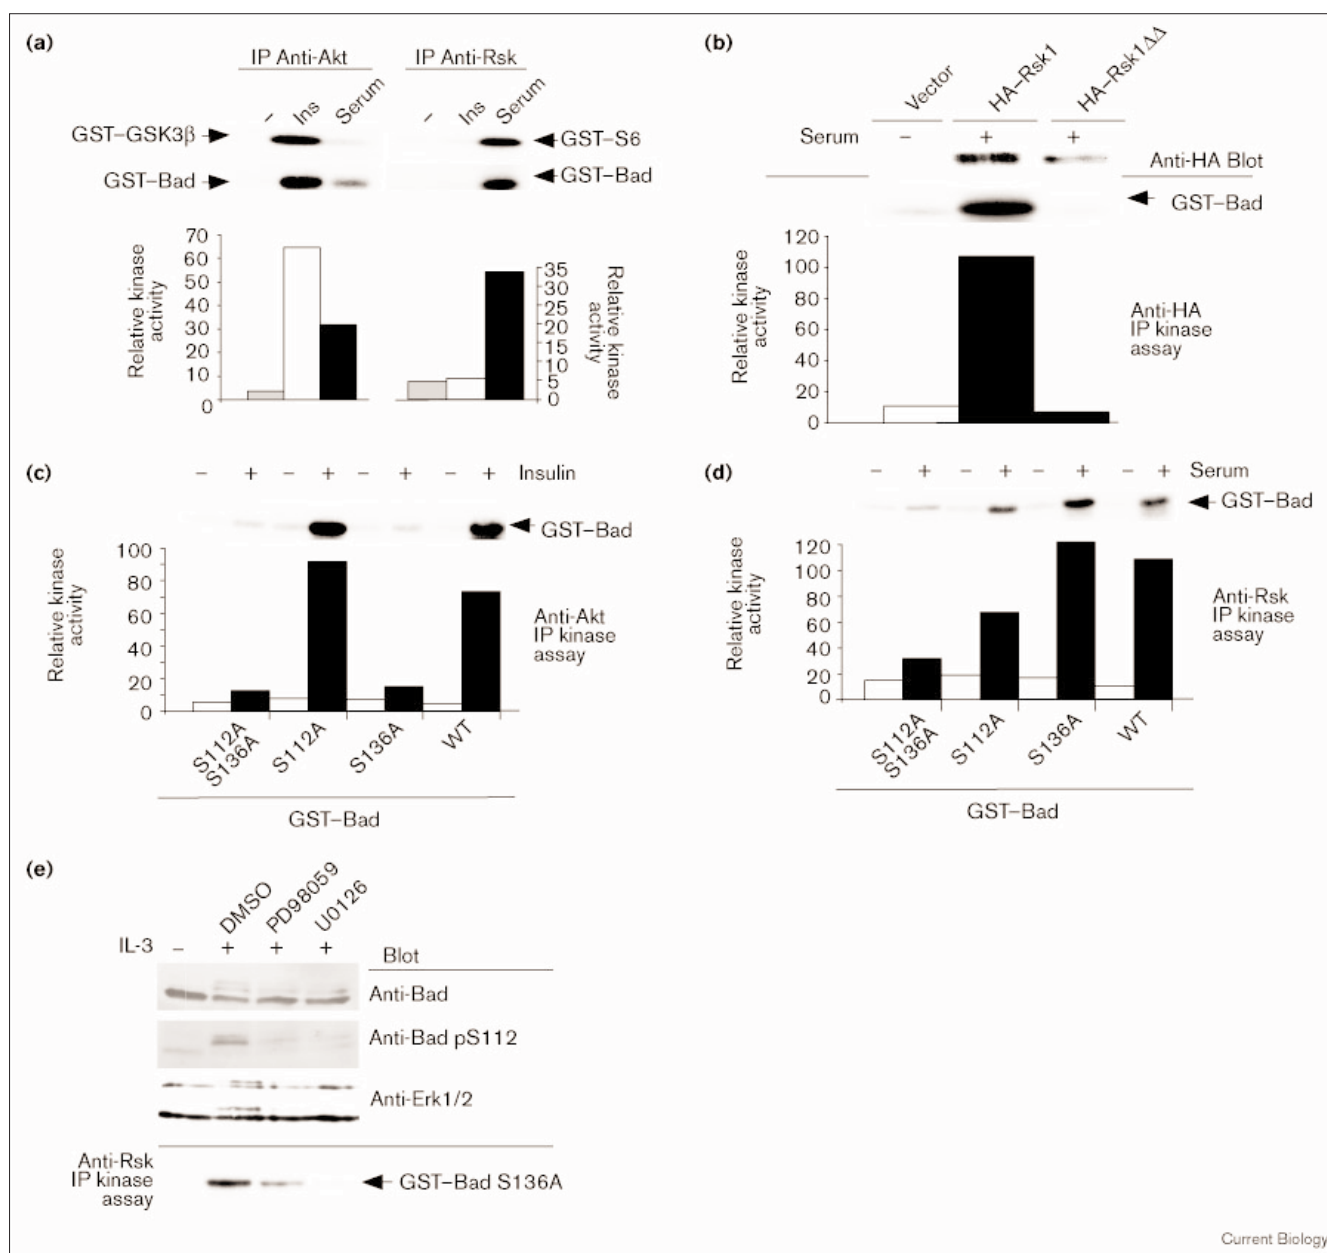 (a)
IP Anti-Akt IP Anti-Rsk
– Ins Serum – Ins Serum
GST–GSK3β GST–S6
GST–Bad GST–Bad
Relative kinase activity
70
60
50
40
30
20
10
0
35
30
25
20
15
10
5
0
Relative kinase activity
(b)
Vector HA–Rsk1 HA–Rsk1ΔΔ
Serum – + +
Anti-HA Blot
GST–Bad
Relative kinase activity
120
100
80
60
40
20
0
Anti-HA
IP kinase
assay
(c)
– + – + – + – + Insulin
GST–Bad
Relative kinase activity
100
80
60
40
20
0
Anti-Akt
IP kinase
assay
S112A S136A
S112A
S136A
WT
GST–Bad
(d)
– + – + – + – + Serum
GST–Bad
Relative kinase activity
120
100
80
60
40
20
0
Anti-Rsk
IP kinase
assay
S112A S136A
S112A
S136A
WT
GST–Bad
(e)
DMSO PD98059 U0126
IL-3 – + + +
Blot
Anti-Bad
Anti-Bad pS112
Anti-Erk1/2
Anti-Rsk
IP kinase
assay
GST–Bad S136A
Current Biology